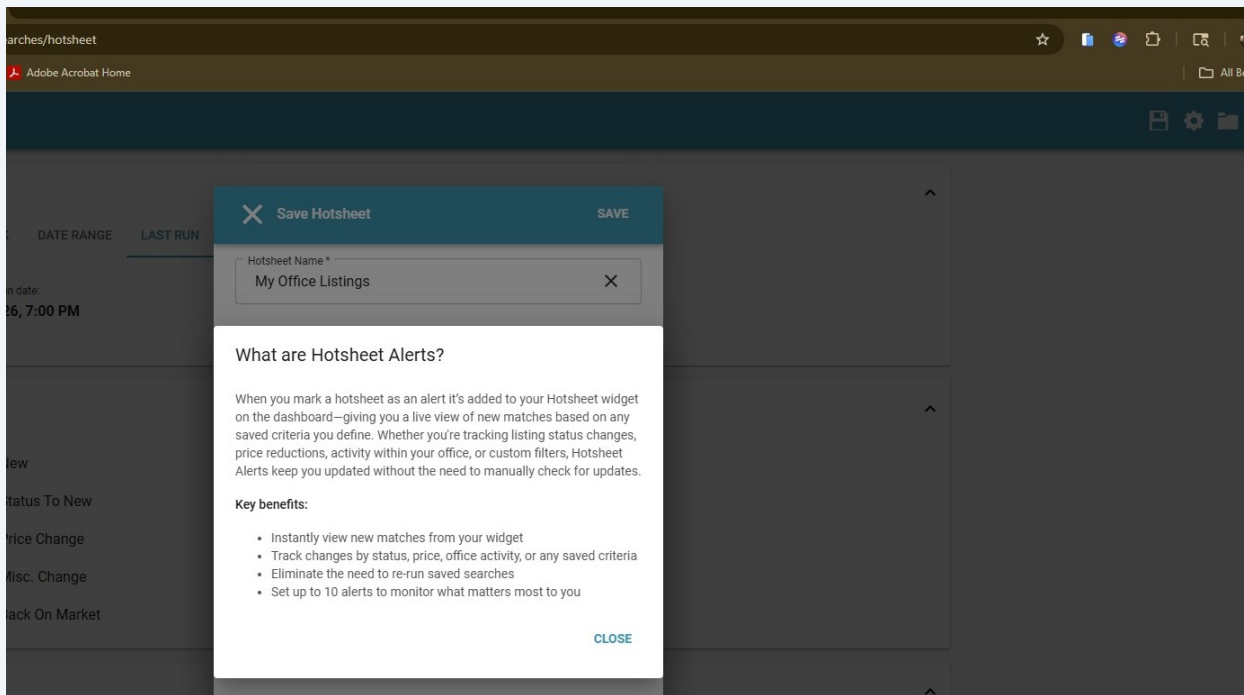 arches/hotsheet
Adobe Acrobat Home
All
Save Hotsheet
SAVE
DATE RANGE
LAST RUN
Hotsheet Name *
My Office Listings
date:
26, 7:00 PM
What are Hotsheet Alerts?
When you mark a hotsheet as an alert it's added to your Hotsheet widget
on the dashboard—giving you a live view of new matches based on any
saved criteria you define. Whether you're tracking listing status changes,
price reductions, activity within your office, or custom filters, Hotsheet
Alerts keep you updated without the need to manually check for updates.
Key benefits:
• Instantly view new matches from your widget
• Track changes by status, price, office activity, or any saved criteria
• Eliminate the need to re-run saved searches
• Set up to 10 alerts to monitor what matters most to you
CLOSE
New
Status To New
Price Change
Misc. Change
Back On Market